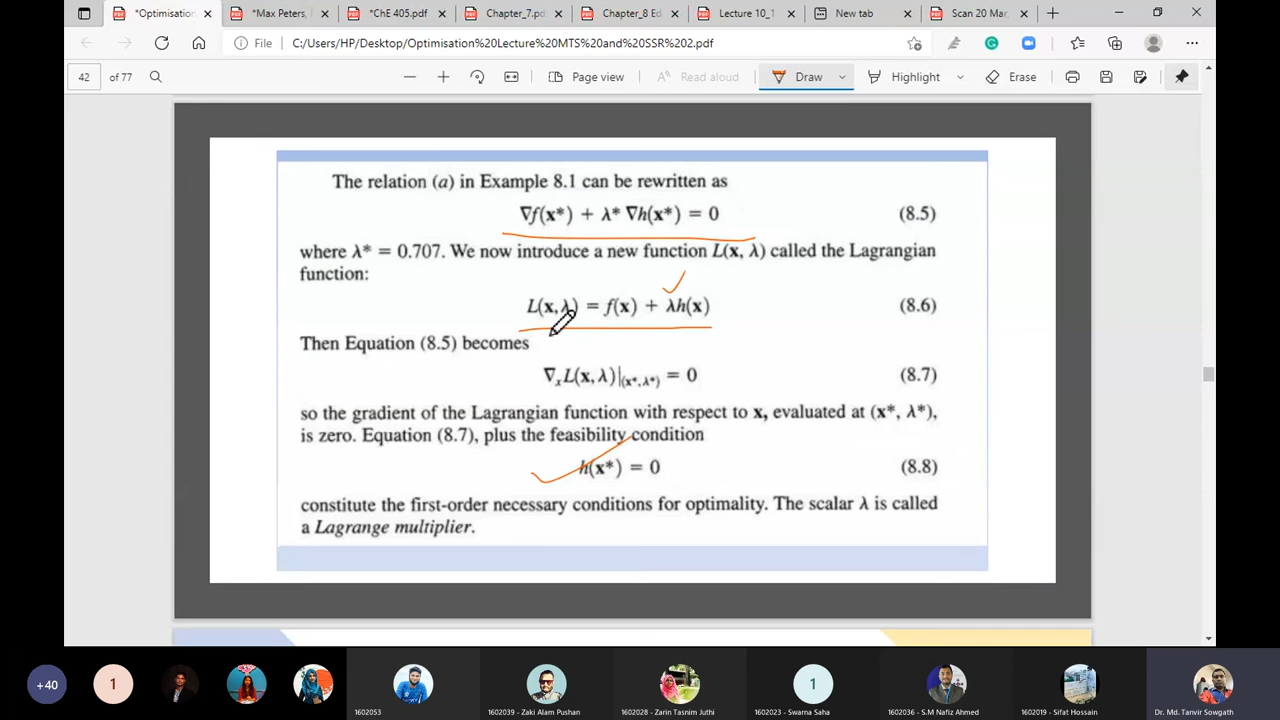 *Optimisation
*Max Peters,
*ChE 405.pdf
Chapter_7.pd
Chapter_8 Ed
Lecture 10_1
New tab
Scan 20 Mar
File
C:/Users/HP/Desktop/Optimisation%20Lecture%20MTS%20and%20SSR%202.pdf
42 of 77
Page view
Read aloud
Draw
Highlight
Erase
The relation (a) in Example 8.1 can be rewritten as
∇f(x*) + λ* ∇h(x*) = 0 (8.5)
where λ* = 0.707. We now introduce a new function L(x, λ) called the Lagrangian
function:
L(x,λ) = f(x) + λh(x) (8.6)
Then Equation (8.5) becomes
∇ₓL(x, λ)|(x*,λ*) = 0 (8.7)
so the gradient of the Lagrangian function with respect to x, evaluated at (x*, λ*),
is zero. Equation (8.7), plus the feasibility condition
h(x*) = 0 (8.8)
constitute the first-order necessary conditions for optimality. The scalar λ is called
a Lagrange multiplier.
+40
1
1
1602053
1602039 - Zaki Alam Pushan
1602028 - Zarin Tasnim Juthi
1602023 - Swarna Saha
1602036 - S.M Nafiz Ahmed
1602019 - Sifat Hossain
Dr. Md. Tanvir Sowgath